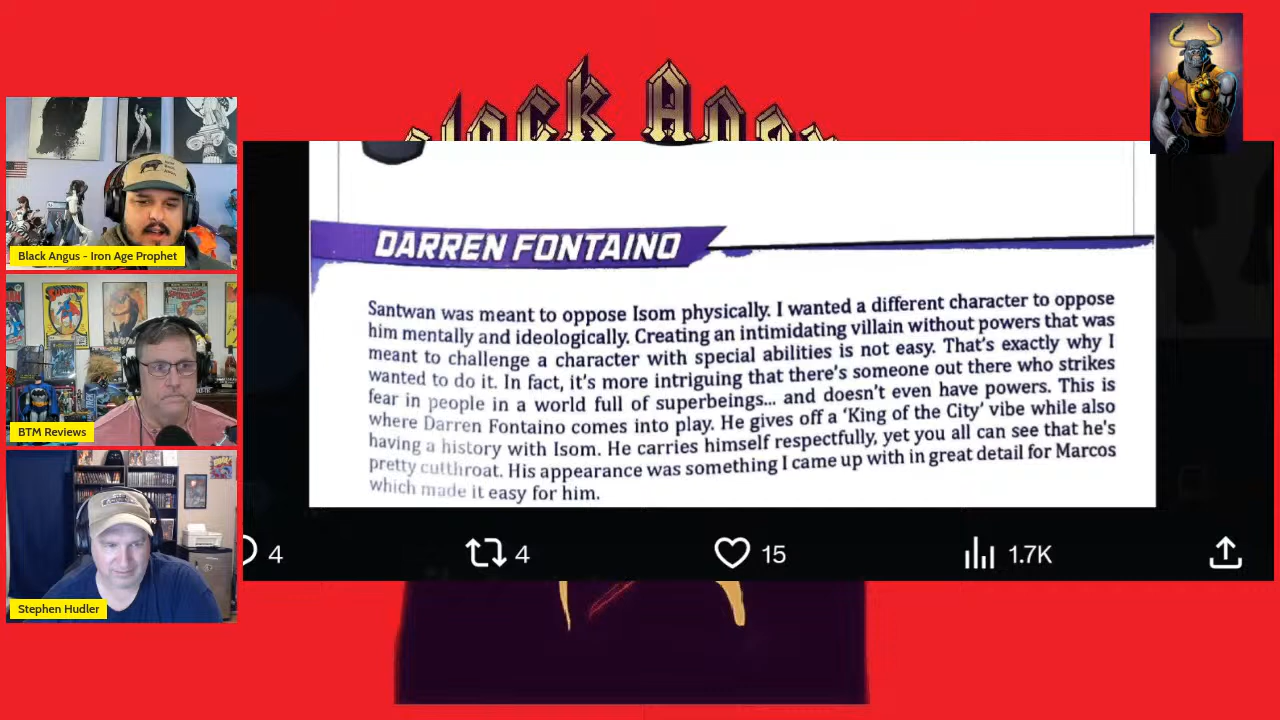 Black Angus
DARREN FONTAINO
Santwan was meant to oppose Isom physically. I wanted a different character to oppose
him mentally and ideologically. Creating an intimidating villain without powers that was
meant to challenge a character with special abilities is not easy. That's exactly why I
wanted to do it. In fact, it's more intriguing that there's someone out there who strikes
fear in people in a world full of superbeings... and doesn't even have powers. This is
where Darren Fontaino comes into play. He gives off a 'King of the City' vibe while also
having a history with Isom. He carries himself respectfully, yet you all can see that he's
pretty cutthroat. His appearance was something I came up with in great detail for Marcos
which made it easy for him.
4 4 15 1.7K
Black Angus - Iron Age Prophet
BTM Reviews
Stephen Hudler